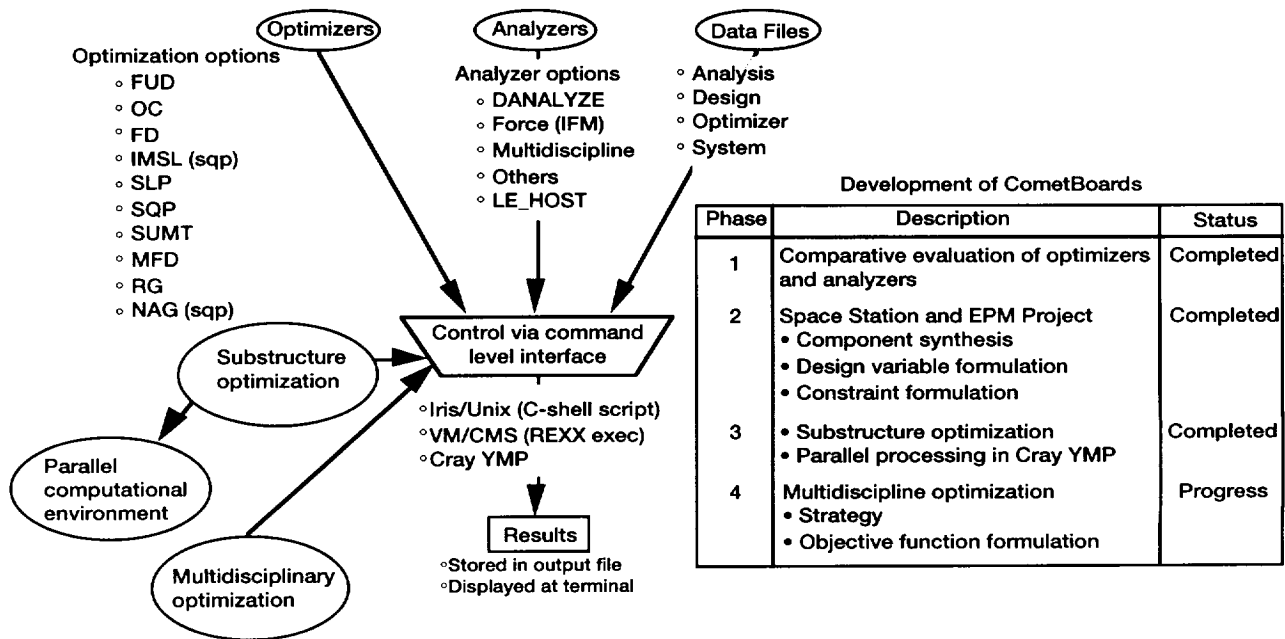 Optimizers
Optimization options
◦ FUD
◦ OC
◦ FD
◦ IMSL (sqp)
◦ SLP
◦ SQP
◦ SUMT
◦ MFD
◦ RG
◦ NAG (sqp)
Analyzers
Analyzer options
◦ DANALYZE
◦ Force (IFM)
◦ Multidiscipline
◦ Others
◦ LE_HOST
Data Files
◦ Analysis
◦ Design
◦ Optimizer
◦ System
Control via command
level interface
Substructure
optimization
Parallel
computational
environment
Multidisciplinary
optimization
◦Iris/Unix (C-shell script)
◦VM/CMS (REXX exec)
◦Cray YMP
Results
◦Stored in output file
◦Displayed at terminal
Development of CometBoards
Phase Description Status
1 Comparative evaluation of optimizers Completed
and analyzers
2 Space Station and EPM Project Completed
• Component synthesis
• Design variable formulation
• Constraint formulation
3 • Substructure optimization Completed
• Parallel processing in Cray YMP
4 Multidiscipline optimization Progress
• Strategy
• Objective function formulation